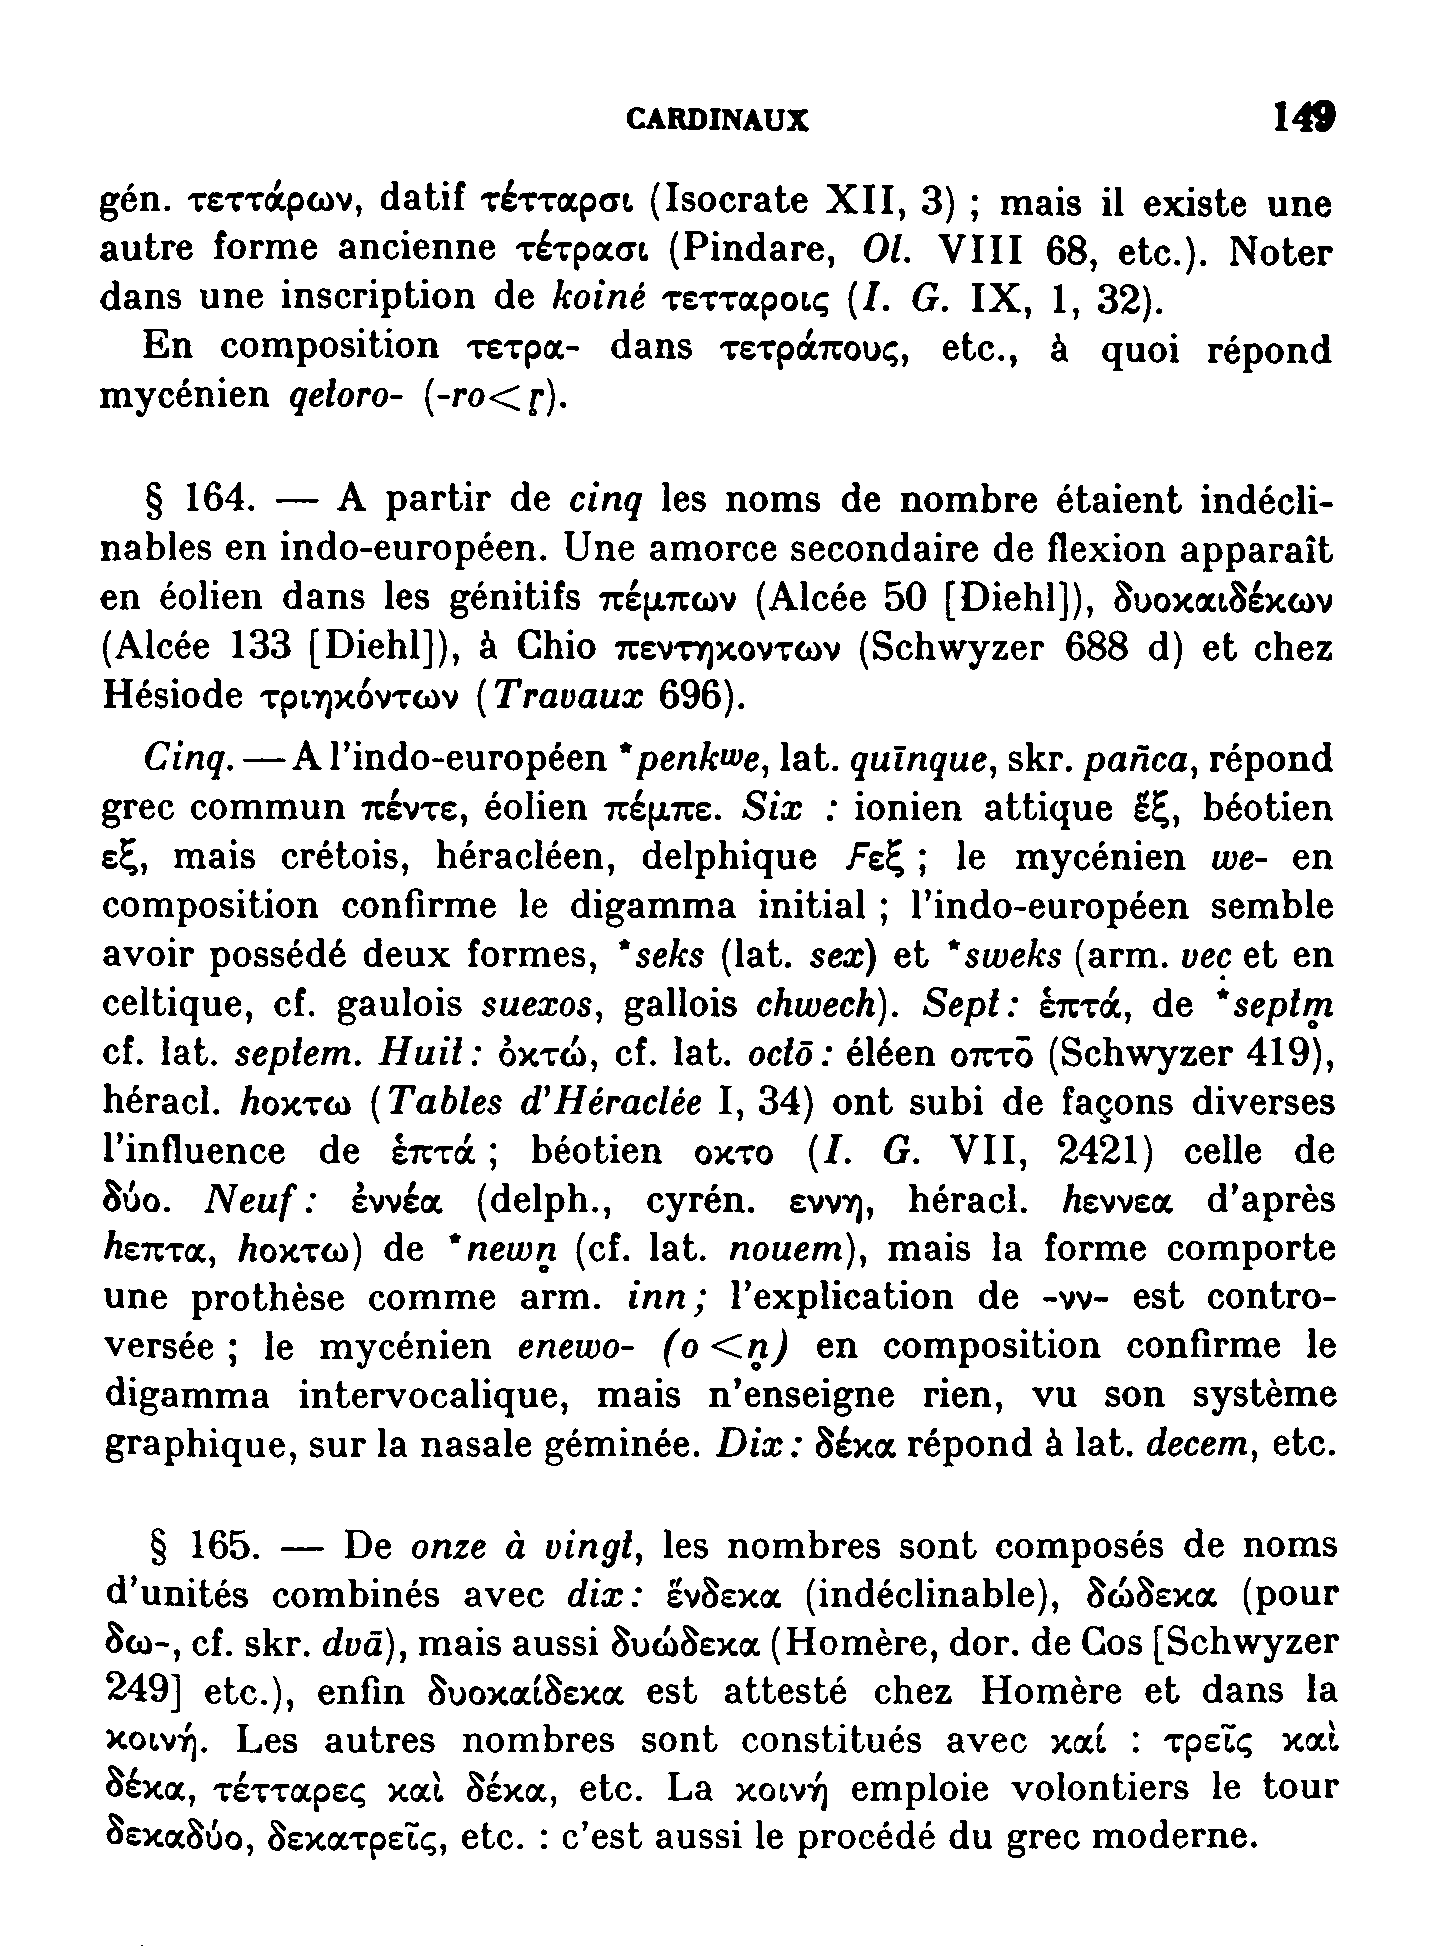 CARDINAUX 149
gén. τεττάρων, datif τέτταρσι (Isocrate XII, 3) ; mais il existe une
autre forme ancienne τέτρασι (Pindare, Ol. VIII 68, etc.). Noter
dans une inscription de koiné τετταροις (I. G. IX, 1, 32).
En composition τετρα- dans τετράπους, etc., à quoi répond
mycénien qetoro- (-ro<r̥).
§ 164. — A partir de cinq les noms de nombre étaient indécli-
nables en indo-européen. Une amorce secondaire de flexion apparaît
en éolien dans les génitifs πέμπων (Alcée 50 [Diehl]), δυοκαιδέκων
(Alcée 133 [Diehl]), à Chio πεντηκοντων (Schwyzer 688 d) et chez
Hésiode τριηκόντων (Travaux 696).
Cinq. — A l'indo-européen *penkʷe, lat. quīnque, skr. pañca, répond
grec commun πέντε, éolien πέμπε. Six : ionien attique ἕξ, béotien
εξ, mais crétois, héracléen, delphique Ϝεξ ; le mycénien we- en
composition confirme le digamma initial ; l'indo-européen semble
avoir possédé deux formes, *seks (lat. sex) et *sweks (arm. veç et en
celtique, cf. gaulois suexos, gallois chwech). Sept : ἑπτά, de *septm̥
cf. lat. septem. Huit : ὀκτώ, cf. lat. octō : éléen οπτō (Schwyzer 419),
héracl. hοκτω (Tables d'Héraclée I, 34) ont subi de façons diverses
l'influence de ἑπτά ; béotien οκτο (I. G. VII, 2421) celle de
δύο. Neuf : ἐννέα (delph., cyrén. εννη, héracl. hεννεα d'après
hεπτα, hοκτω) de *newn̥ (cf. lat. nouem), mais la forme comporte
une prothèse comme arm. inn ; l'explication de -νν- est contro-
versée ; le mycénien enewo- (o <n̥) en composition confirme le
digamma intervocalique, mais n'enseigne rien, vu son système
graphique, sur la nasale géminée. Dix : δέκα répond à lat. decem, etc.
§ 165. — De onze à vingt, les nombres sont composés de noms
d'unités combinés avec dix : ἕνδεκα (indéclinable), δώδεκα (pour
δω-, cf. skr. dvā), mais aussi δυώδεκα (Homère, dor. de Cos [Schwyzer
249] etc.), enfin δυοκαίδεκα est attesté chez Homère et dans la
κοινή. Les autres nombres sont constitués avec καί : τρεῖς καὶ
δέκα, τέτταρες καὶ δέκα, etc. La κοινή emploie volontiers le tour
δεκαδύο, δεκατρεῖς, etc. : c'est aussi le procédé du grec moderne.